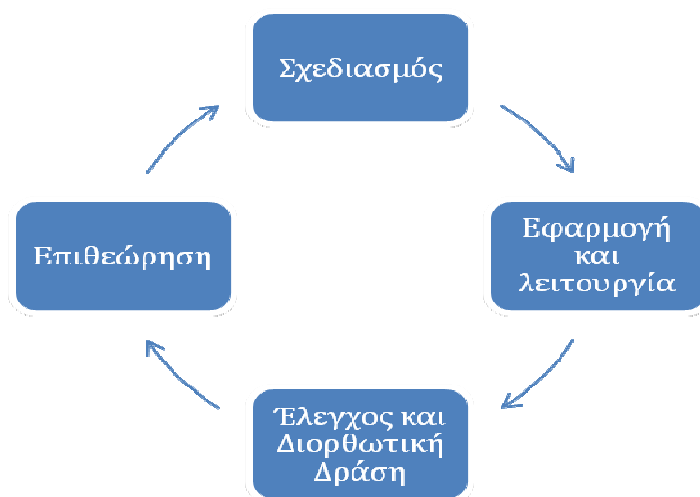 Σχεδιασμός
Εφαρμογή
και
λειτουργία
Έλεγχος και
Διορθωτική
Δράση
Επιθεώρηση